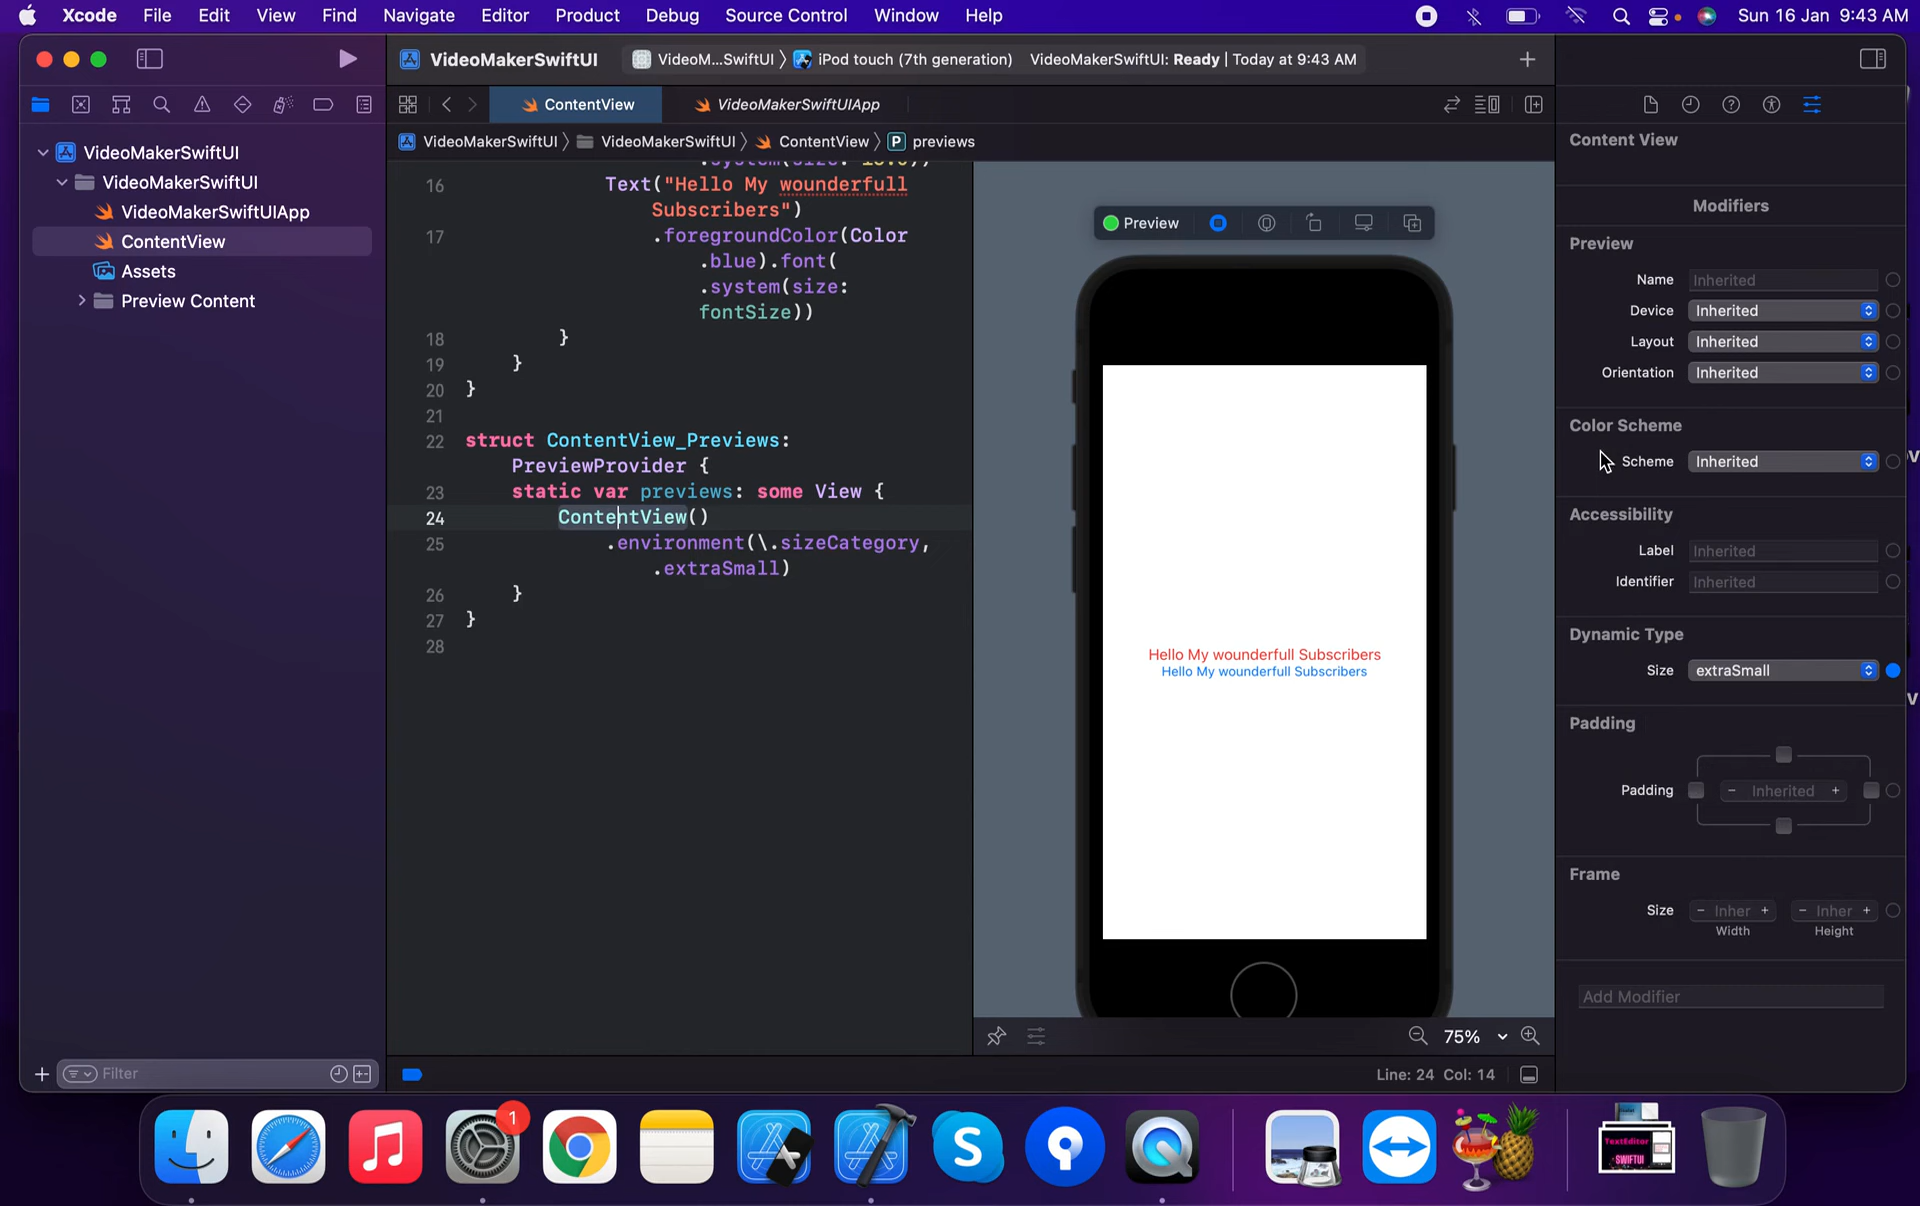 Xcode File Edit View Find Navigate Editor Product Debug Source Control Window Help Sun 16 Jan 9:43 AM
VideoMakerSwiftUI VideoM...SwiftUI iPod touch (7th generation) VideoMakerSwiftUI: Ready | Today at 9:43 AM
ContentView VideoMakerSwiftUIApp
VideoMakerSwiftUI VideoMakerSwiftUI ContentView P previews
VideoMakerSwiftUI
VideoMakerSwiftUI
VideoMakerSwiftUIApp
ContentView
Assets
Preview Content
Filter
16 Text("Hello My wounderfull
Subscribers")
17 .foregroundColor(Color
.blue).font(
.system(size:
fontSize))
18 }
19 }
20 }
21
22 struct ContentView_Previews:
PreviewProvider {
23 static var previews: some View {
24 ContentView()
25 .environment(\.sizeCategory,
.extraSmall)
26 }
27 }
28
Preview
Hello My wounderfull Subscribers
Hello My wounderfull Subscribers
75%
Line: 24 Col: 14
Content View
Modifiers
Preview
Name Inherited
Device Inherited
Layout Inherited
Orientation Inherited
Color Scheme
Scheme Inherited
Accessibility
Label Inherited
Identifier Inherited
Dynamic Type
Size extraSmall
Padding
Padding - Inherited +
Frame
Size - Inher + - Inher +
Width Height
Add Modifier
1
S
TextEditor
SWIFTUI